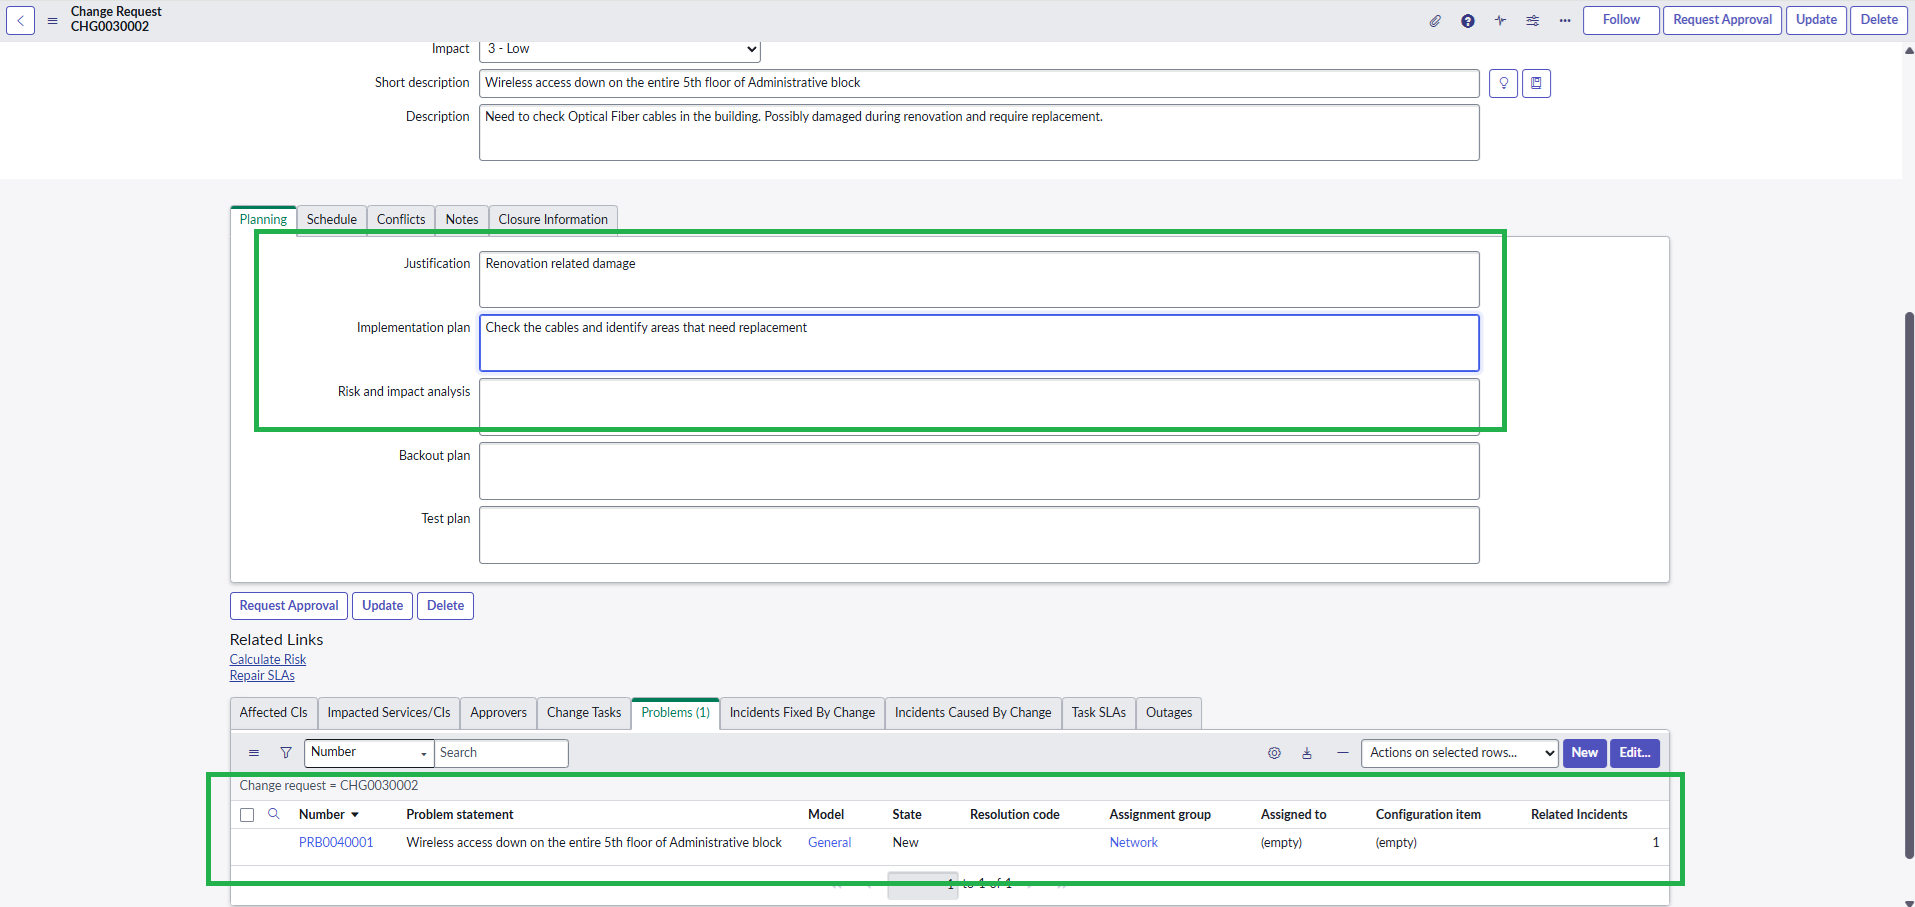 Change Request
CHG0030002
Follow
Request Approval
Update
Delete
Impact
3 - Low
Short description
Wireless access down on the entire 5th floor of Administrative block
Description
Need to check Optical Fiber cables in the building. Possibly damaged during renovation and require replacement.
Planning
Schedule
Conflicts
Notes
Closure Information
Justification
Renovation related damage
Implementation plan
Check the cables and identify areas that need replacement
Risk and impact analysis
Backout plan
Test plan
Request Approval
Update
Delete
Related Links
Calculate Risk
Repair SLAs
Affected CIs
Impacted Services/CIs
Approvers
Change Tasks
Problems (1)
Incidents Fixed By Change
Incidents Caused By Change
Task SLAs
Outages
Number
Search
Actions on selected rows...
New
Edit...
Change request = CHG0030002
Number
Problem statement
Model
State
Resolution code
Assignment group
Assigned to
Configuration item
Related Incidents
PRB0040001
Wireless access down on the entire 5th floor of Administrative block
General
New
Network
(empty)
(empty)
1
1 to 1 of 1